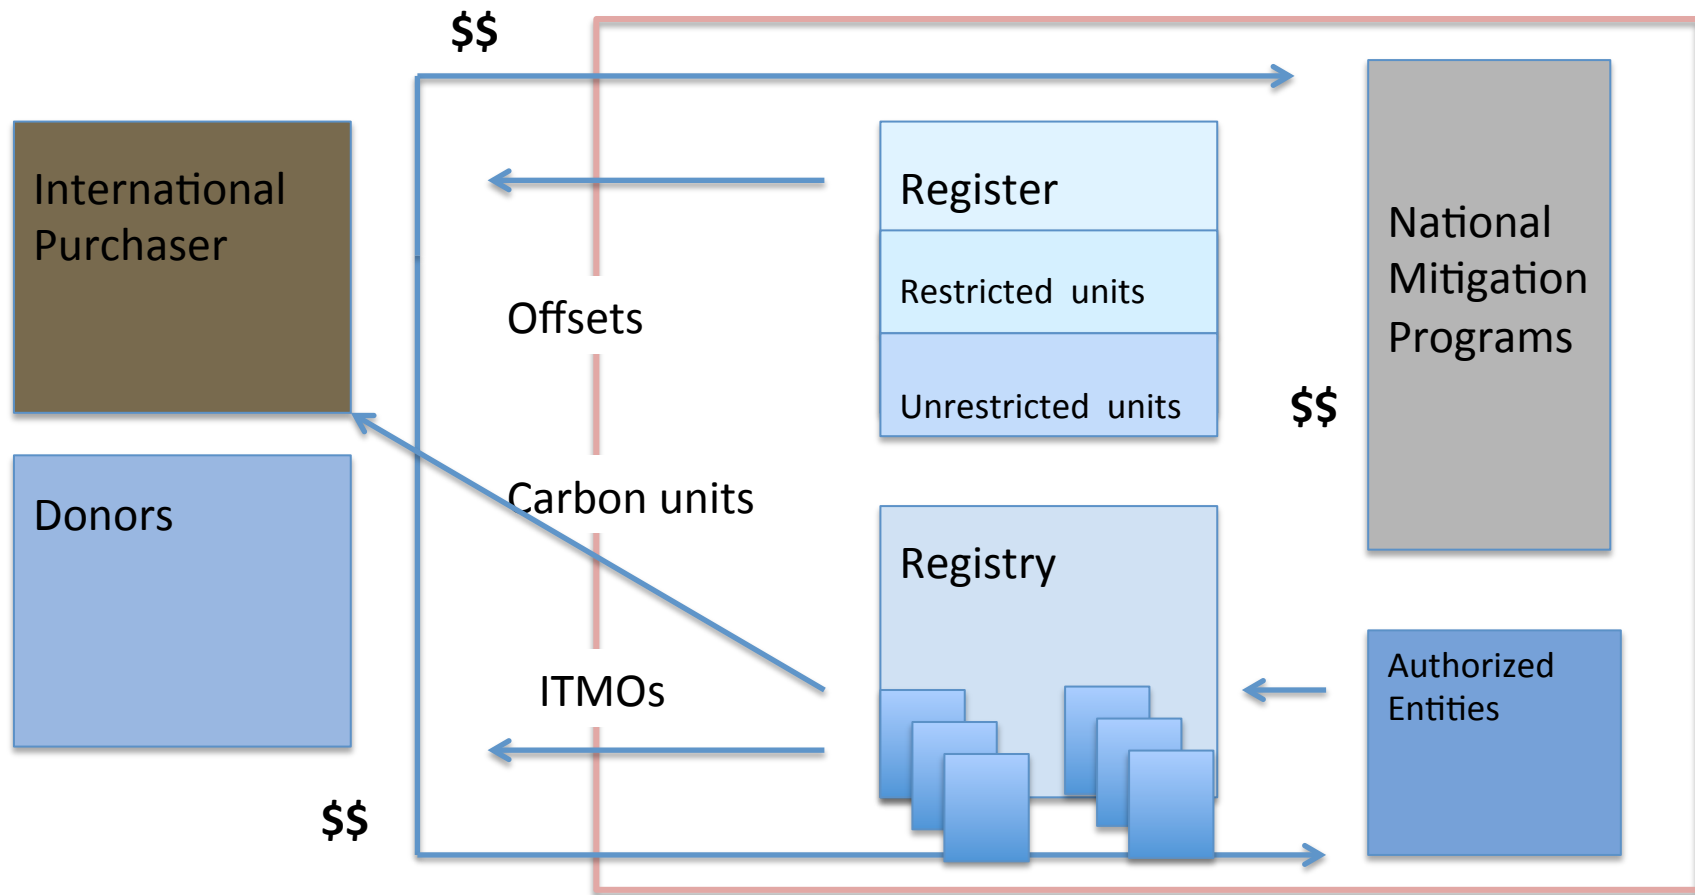 $$
International
Purchaser
Donors
Offsets
Carbon units
ITMOs
$$
Register
Restricted units
Unrestricted units
Registry
$$
National
Mitigation
Programs
Authorized
Entities